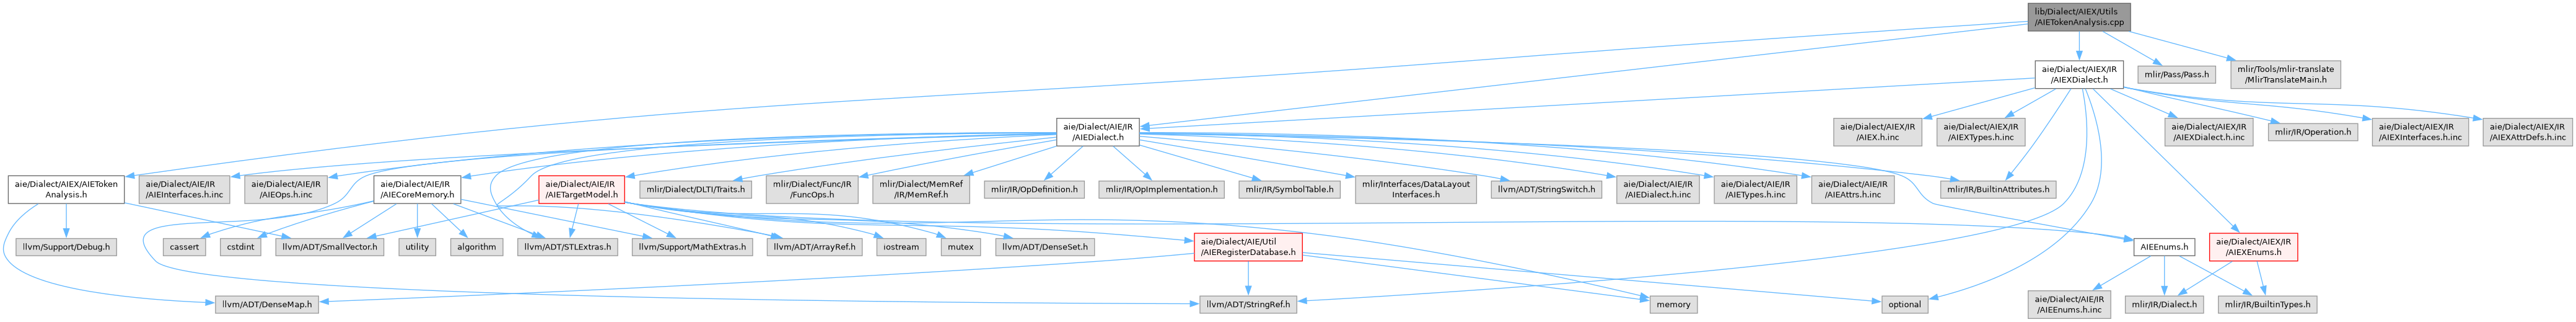 lib/Dialect/AIEX/Utils
/AIETokenAnalysis.cpp
aie/Dialect/AIEX/IR
/AIEXDialect.h
mlir/Pass/Pass.h
mlir/Tools/mlir-translate
/MlirTranslateMain.h
aie/Dialect/AIE/IR
/AIEDialect.h
aie/Dialect/AIEX/IR
/AIEX.h.inc
aie/Dialect/AIEX/IR
/AIEXTypes.h.inc
aie/Dialect/AIEX/IR
/AIEXDialect.h.inc
mlir/IR/Operation.h
aie/Dialect/AIEX/IR
/AIEXInterfaces.h.inc
aie/Dialect/AIEX/IR
/AIEXAttrDefs.h.inc
aie/Dialect/AIEX/AIEToken
Analysis.h
aie/Dialect/AIE/IR
/AIEInterfaces.h.inc
aie/Dialect/AIE/IR
/AIEOps.h.inc
aie/Dialect/AIE/IR
/AIECoreMemory.h
aie/Dialect/AIE/IR
/AIETargetModel.h
mlir/Dialect/DLTI/Traits.h
mlir/Dialect/Func/IR
/FuncOps.h
mlir/Dialect/MemRef
/IR/MemRef.h
mlir/IR/OpDefinition.h
mlir/IR/OpImplementation.h
mlir/IR/SymbolTable.h
mlir/Interfaces/DataLayout
Interfaces.h
llvm/ADT/StringSwitch.h
aie/Dialect/AIE/IR
/AIEDialect.h.inc
aie/Dialect/AIE/IR
/AIETypes.h.inc
aie/Dialect/AIE/IR
/AIEAttrs.h.inc
mlir/IR/BuiltinAttributes.h
llvm/Support/Debug.h
cassert
cstdint
llvm/ADT/SmallVector.h
utility
algorithm
llvm/ADT/STLExtras.h
llvm/Support/MathExtras.h
llvm/ADT/ArrayRef.h
iostream
mutex
llvm/ADT/DenseSet.h
aie/Dialect/AIE/Util
/AIERegisterDatabase.h
AIEEnums.h
aie/Dialect/AIEX/IR
/AIEXEnums.h
llvm/ADT/DenseMap.h
llvm/ADT/StringRef.h
memory
optional
aie/Dialect/AIE/IR
/AIEEnums.h.inc
mlir/IR/Dialect.h
mlir/IR/BuiltinTypes.h